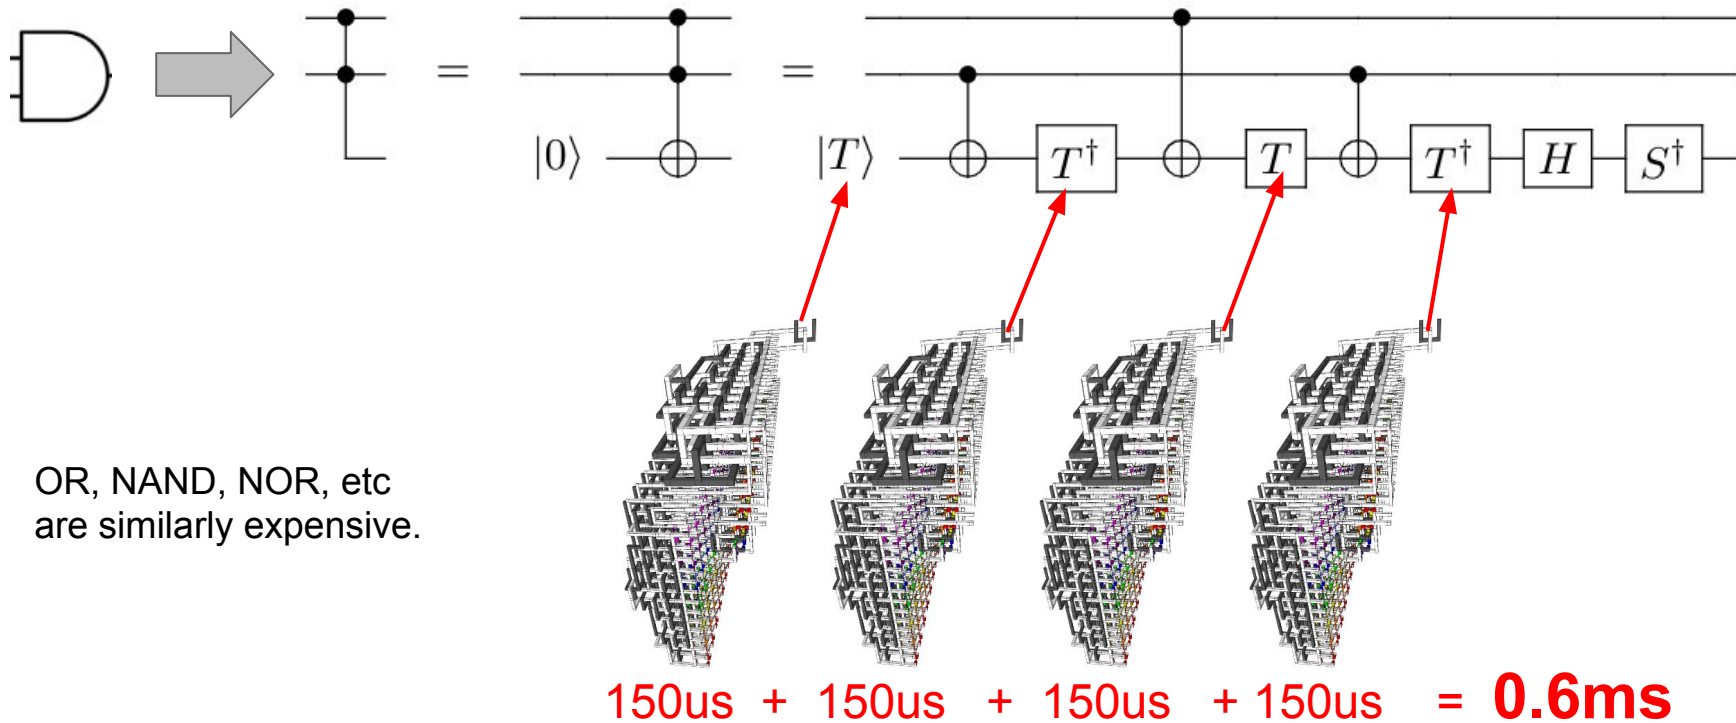 = =
|0⟩ |T⟩ T† T T† H S†
OR, NAND, NOR, etc
are similarly expensive.
150us + 150us + 150us + 150us = 0.6ms